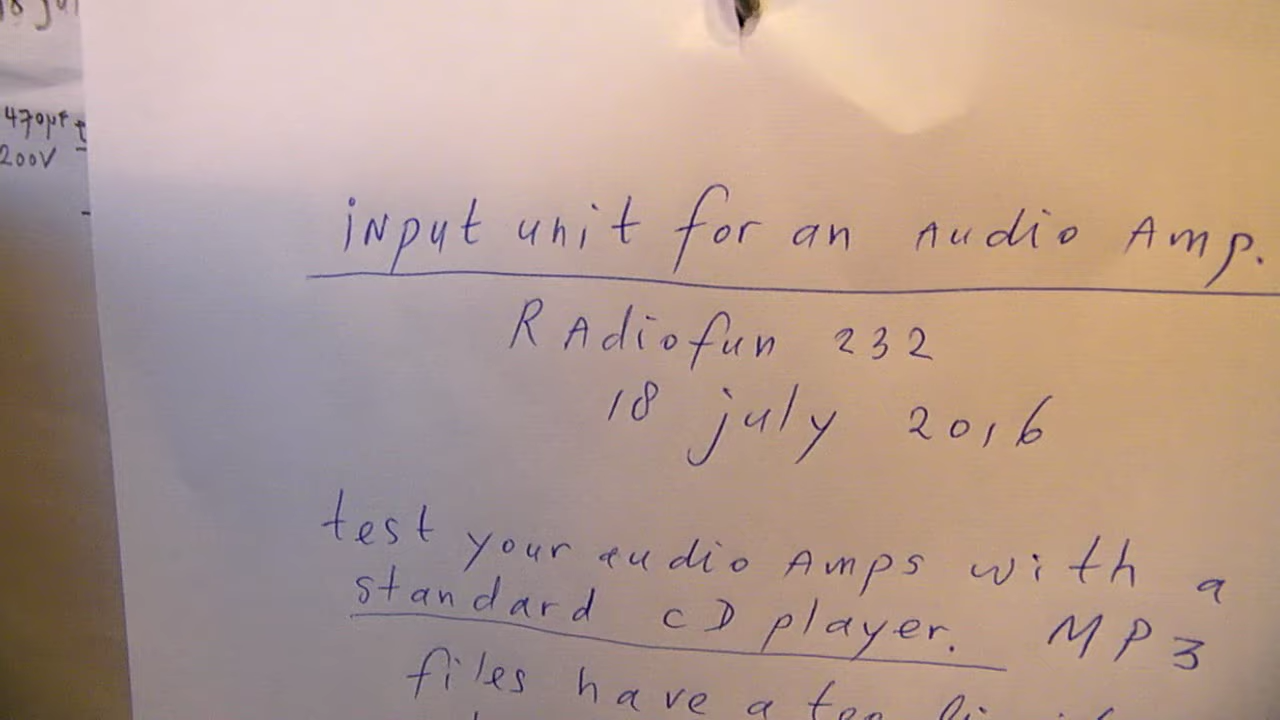 470µF
200V
input unit for an Audio Amp.
RAdiofun 232
18 july 2016
test your audio Amps with a
standard CD player. MP3
files have a too